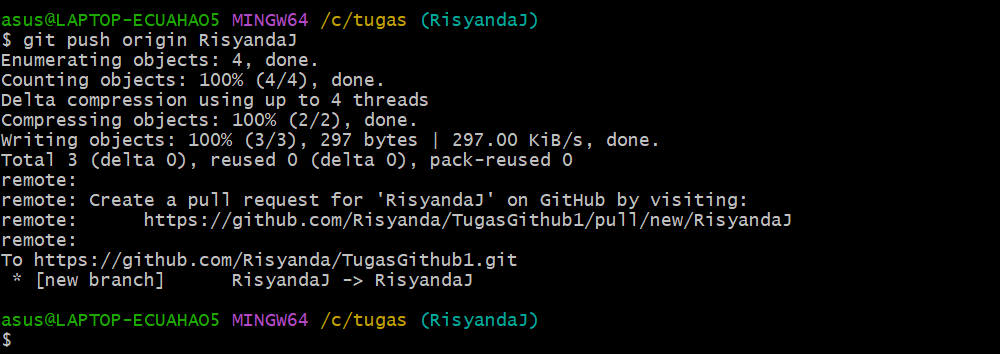 asus@LAPTOP-ECUAHAO5 MINGW64 /c/tugas (RisyandaJ)
$ git push origin RisyandaJ
Enumerating objects: 4, done.
Counting objects: 100% (4/4), done.
Delta compression using up to 4 threads
Compressing objects: 100% (2/2), done.
Writing objects: 100% (3/3), 297 bytes | 297.00 KiB/s, done.
Total 3 (delta 0), reused 0 (delta 0), pack-reused 0
remote:
remote: Create a pull request for 'RisyandaJ' on GitHub by visiting:
remote:      https://github.com/Risyanda/TugasGithub1/pull/new/RisyandaJ
remote:
To https://github.com/Risyanda/TugasGithub1.git
 * [new branch]      RisyandaJ -> RisyandaJ
asus@LAPTOP-ECUAHAO5 MINGW64 /c/tugas (RisyandaJ)
$